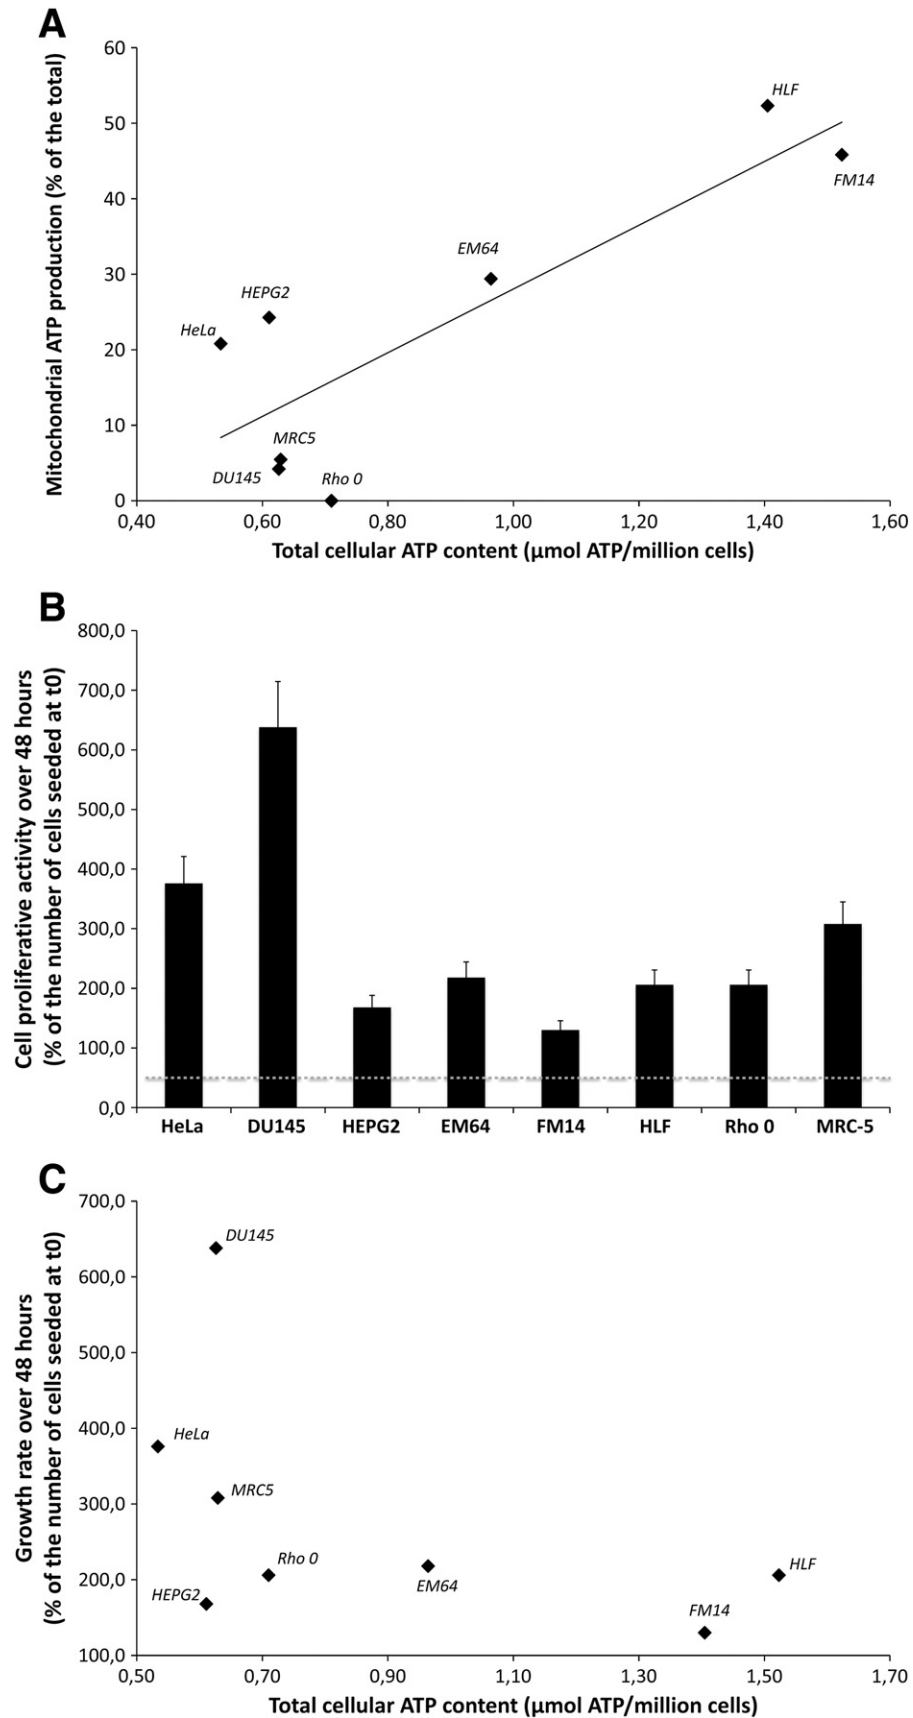 A
Mitochondrial ATP production (% of the total)
60
50
40
30
20
10
0
HLF
FM14
EM64
HEPG2
HeLa
MRC5
DU145
Rho 0
0,40
0,60
0,80
1,00
1,20
1,40
1,60
Total cellular ATP content (µmol ATP/million cells)
B
Cell proliferative activity over 48 hours
(% of the number of cells seeded at t0)
800,0
700,0
600,0
500,0
400,0
300,0
200,0
100,0
0,0
HeLa
DU145
HEPG2
EM64
FM14
HLF
Rho 0
MRC-5
C
Growth rate over 48 hours
(% of the number of cells seeded at t0)
700,0
600,0
500,0
400,0
300,0
200,0
100,0
DU145
HeLa
MRC5
Rho 0
HEPG2
EM64
HLF
FM14
0,50
0,70
0,90
1,10
1,30
1,50
1,70
Total cellular ATP content (µmol ATP/million cells)